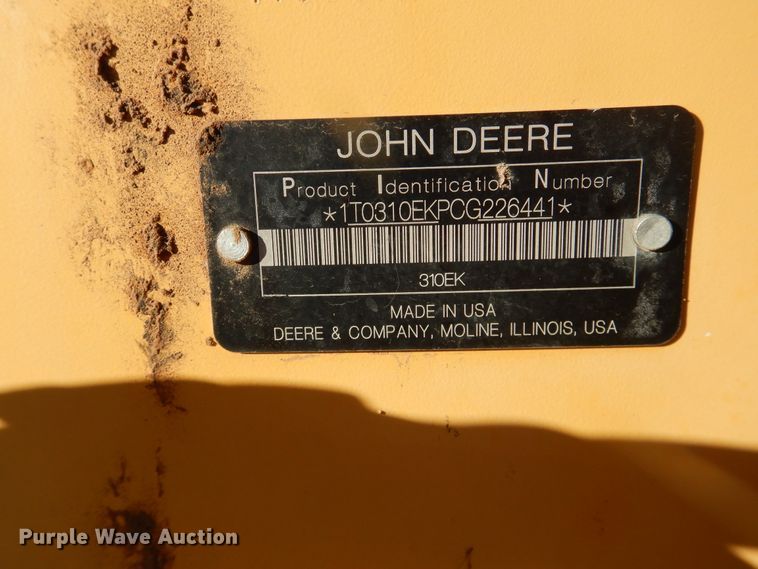 JOHN DEERE
Product Identification Number
*1T0310EKPCG226441*
310EK
MADE IN USA
DEERE & COMPANY, MOLINE, ILLINOIS, USA
Purple Wave Auction